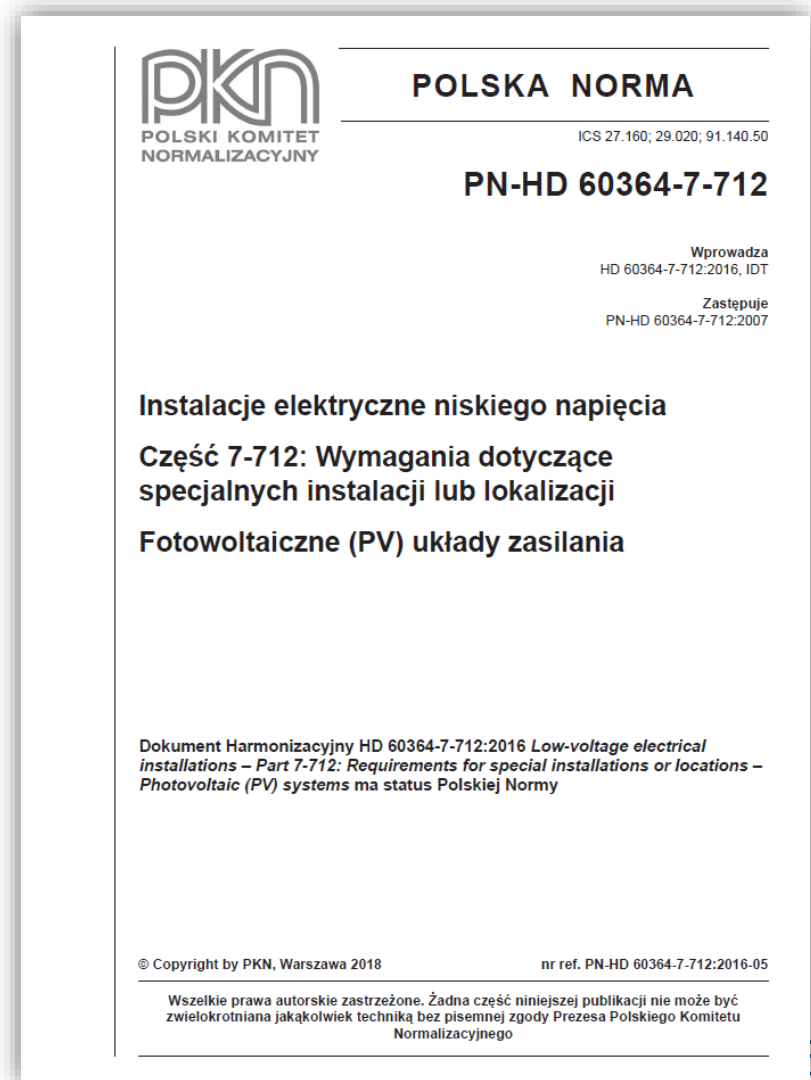 PKN
POLSKI KOMITET
NORMALIZACYJNY
POLSKA NORMA
ICS 27.160; 29.020; 91.140.50
PN-HD 60364-7-712
Wprowadza
HD 60364-7-712:2016, IDT
Zastępuje
PN-HD 60364-7-712:2007
Instalacje elektryczne niskiego napięcia
Część 7-712: Wymagania dotyczące
specjalnych instalacji lub lokalizacji
Fotowoltaiczne (PV) układy zasilania
Dokument Harmonizacyjny HD 60364-7-712:2016 Low-voltage electrical
installations – Part 7-712: Requirements for special installations or locations –
Photovoltaic (PV) systems ma status Polskiej Normy
© Copyright by PKN, Warszawa 2018 nr ref. PN-HD 60364-7-712:2016-05
Wszelkie prawa autorskie zastrzeżone. Żadna część niniejszej publikacji nie może być
zwielokrotniana jakąkolwiek techniką bez pisemnej zgody Prezesa Polskiego Komitetu
Normalizacyjnego